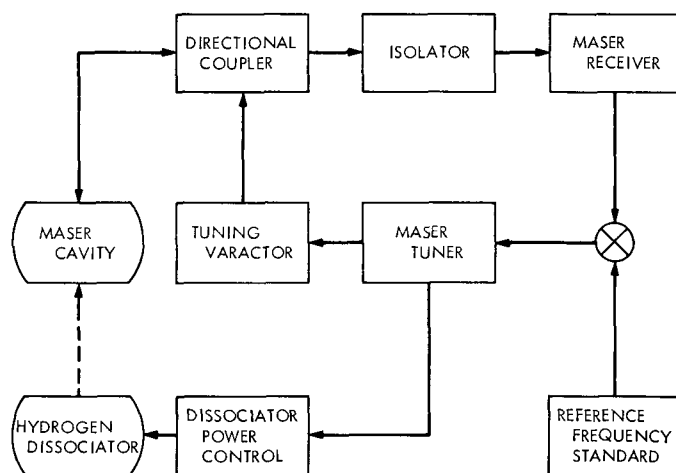 DIRECTIONAL
COUPLER
ISOLATOR
MASER
RECEIVER
MASER
CAVITY
TUNING
VARACTOR
MASER
TUNER
HYDROGEN
DISSOCIATOR
DISSOCIATOR
POWER
CONTROL
REFERENCE
FREQUENCY
STANDARD